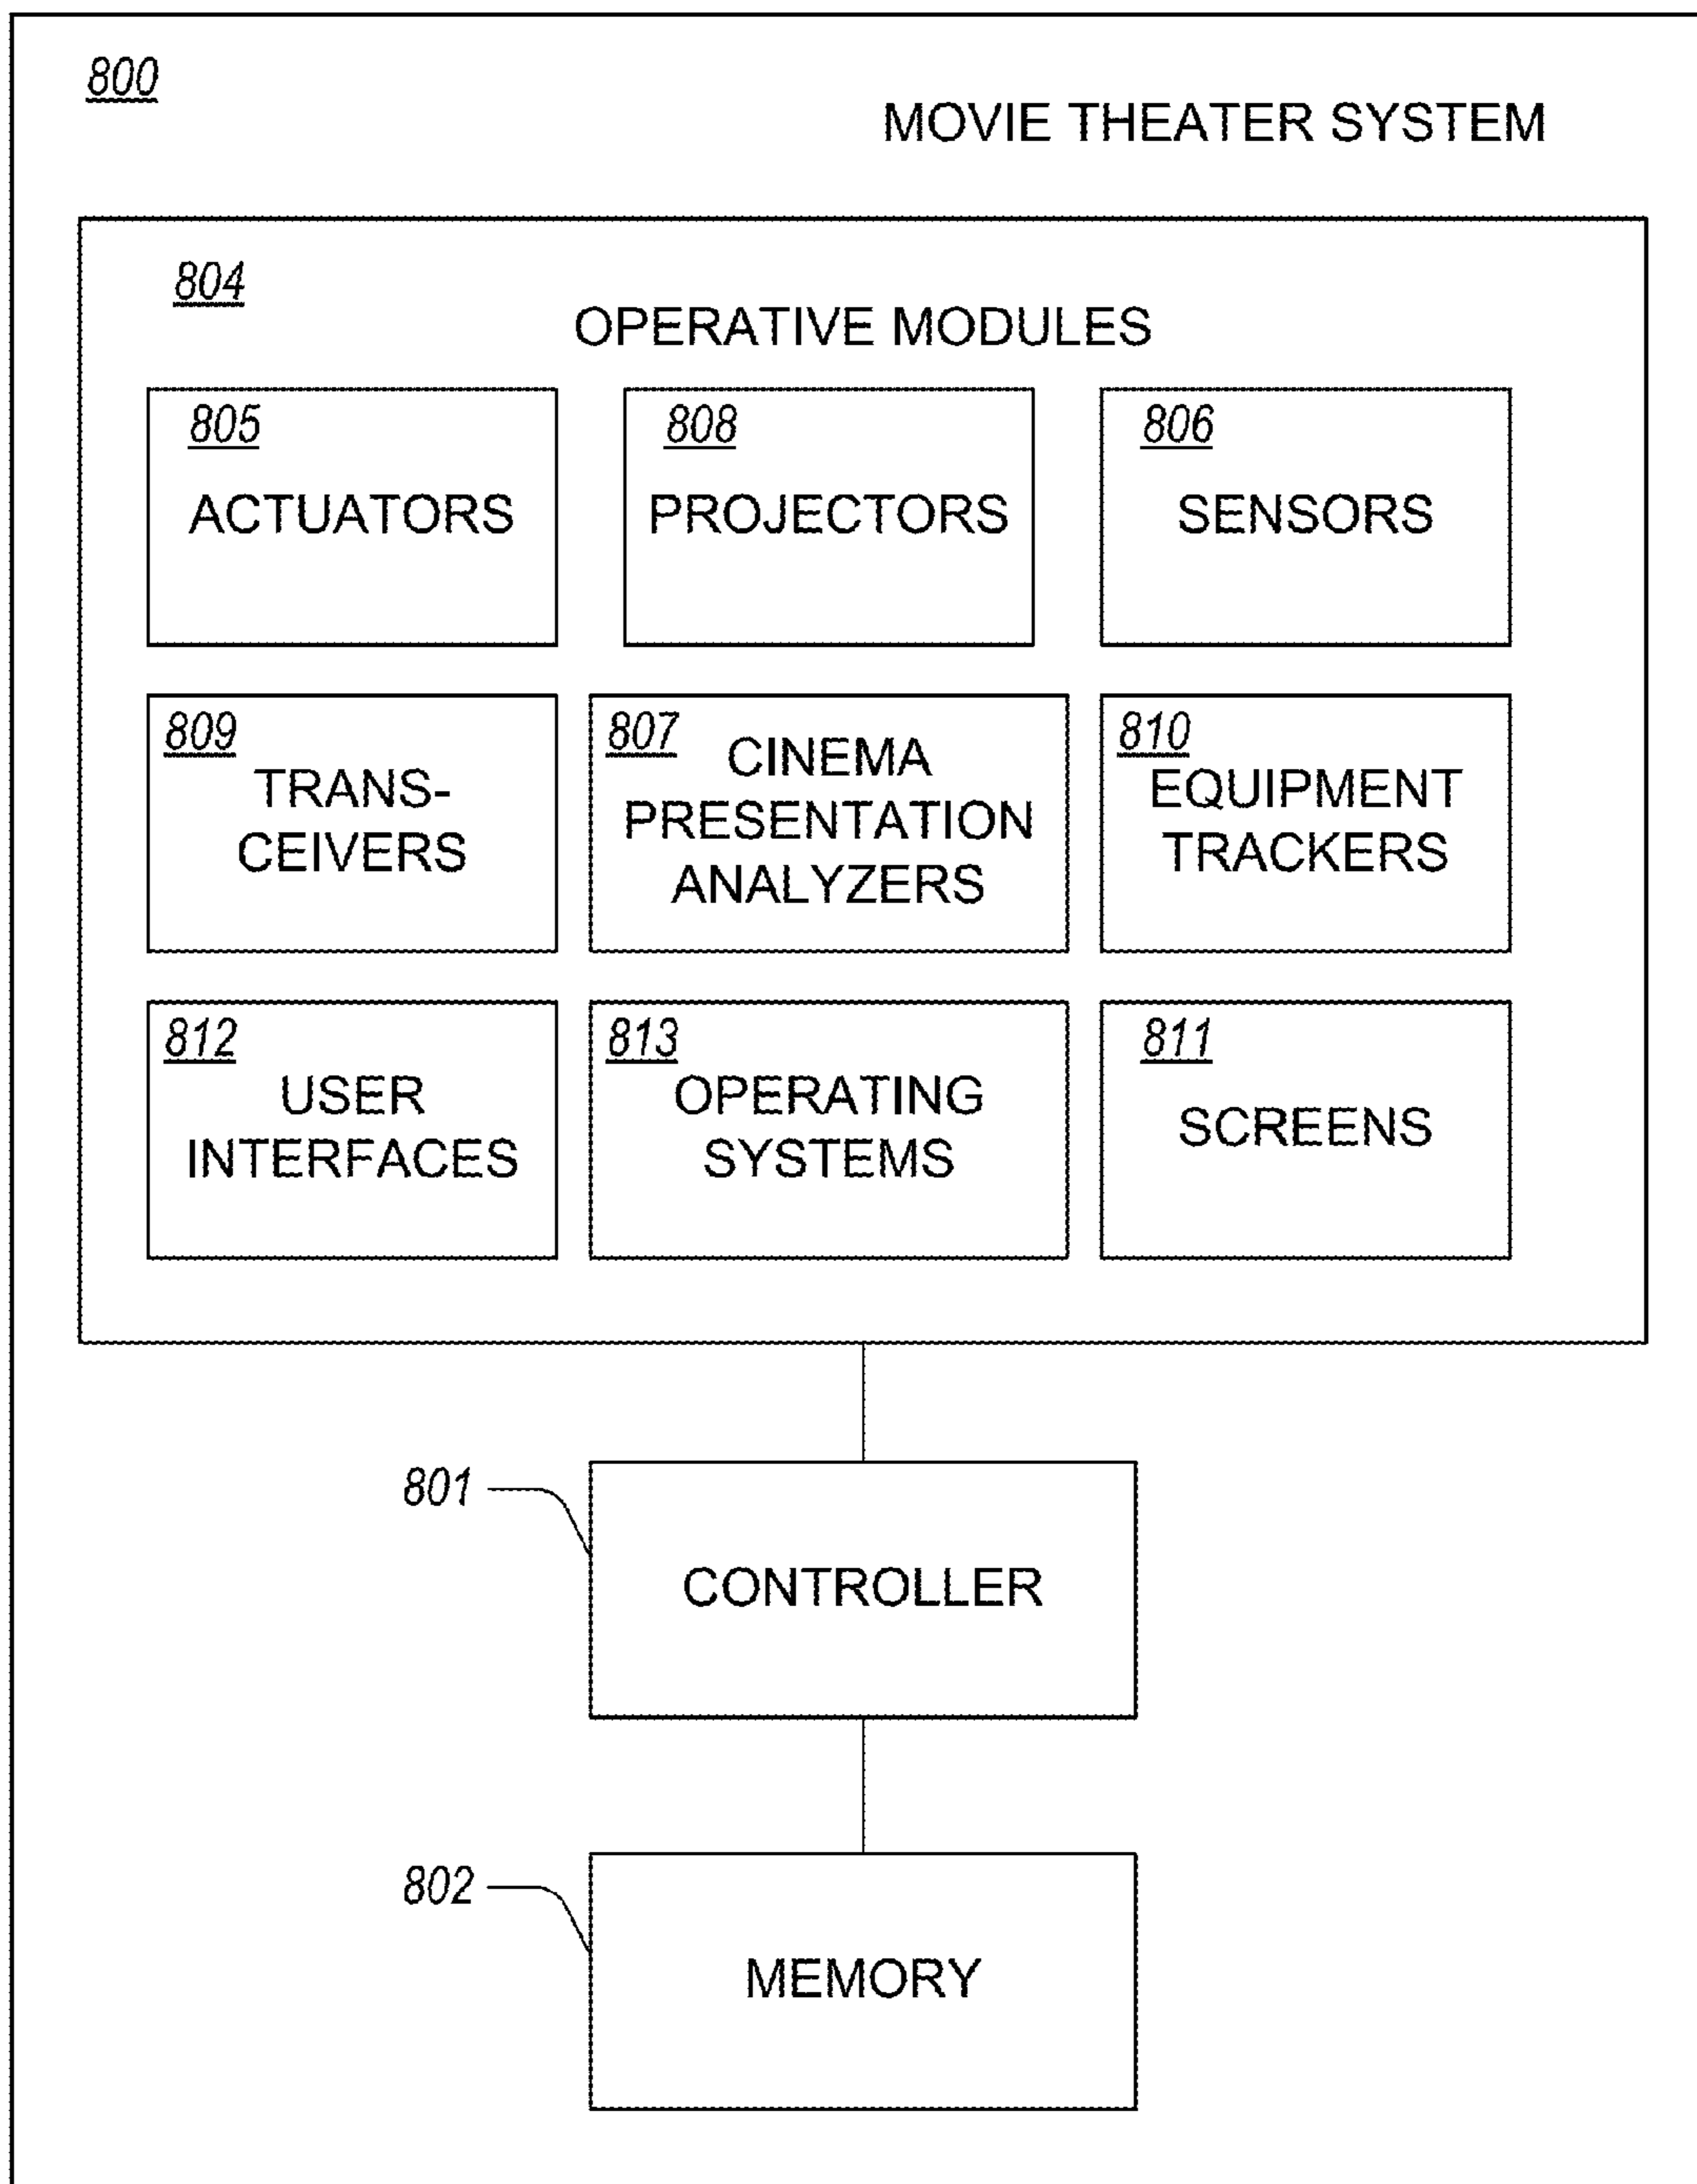 800
MOVIE THEATER SYSTEM
804
OPERATIVE MODULES
805
ACTUATORS
808
PROJECTORS
806
SENSORS
809
TRANS-
CEIVERS
807
CINEMA
PRESENTATION
ANALYZERS
810
EQUIPMENT
TRACKERS
812
USER
INTERFACES
813
OPERATING
SYSTEMS
811
SCREENS
801
CONTROLLER
802
MEMORY